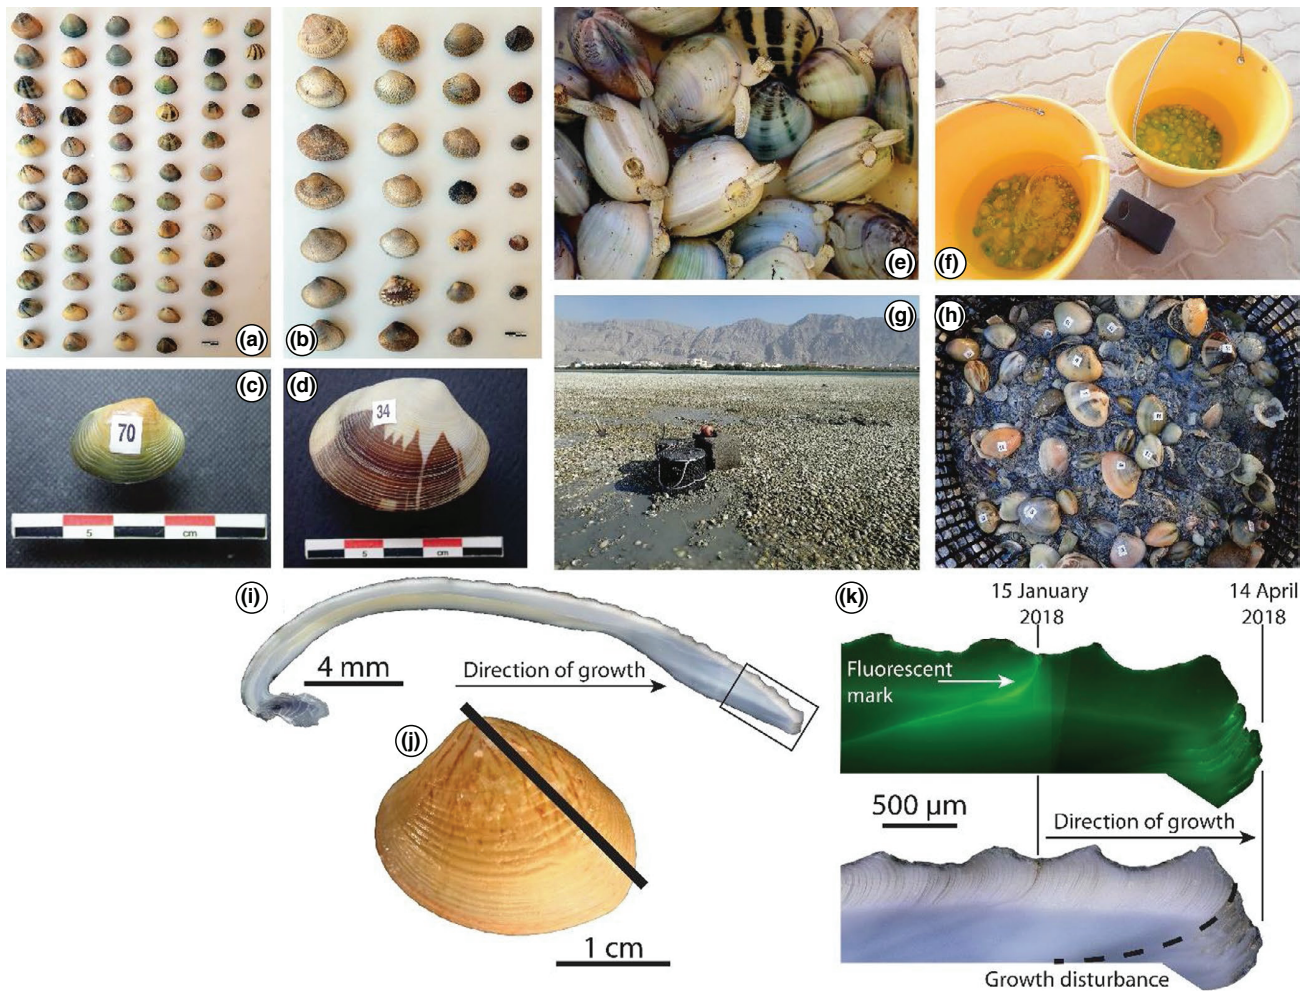 (a)
(b)
(c)
70
5
cm
(d)
34
5
cm
(e)
(f)
(g)
(h)
(i)
4 mm
Direction of growth
(j)
1 cm
(k)
15 January
2018
14 April
2018
Fluorescent
mark
500 µm
Direction of growth
Growth disturbance